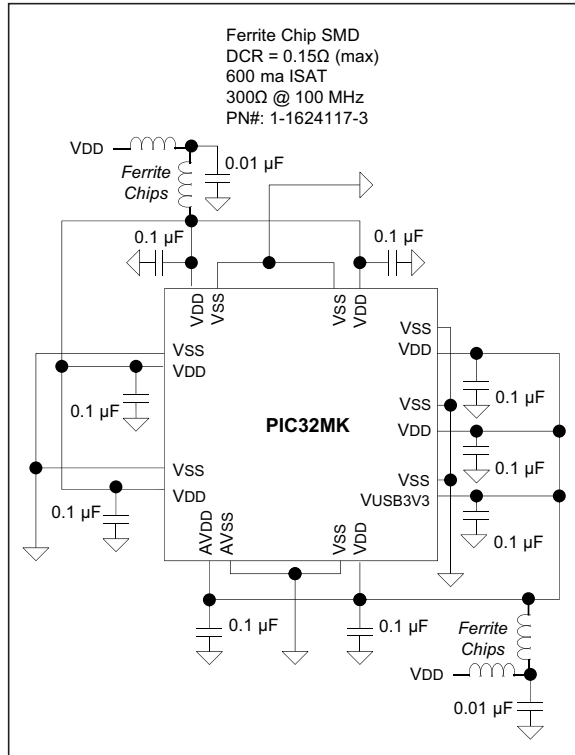 Ferrite Chip SMD
DCR = 0.15Ω (max)
600 ma ISAT
300Ω @ 100 MHz
PN#: 1-1624117-3
VDD
0.01 µF
Ferrite
Chips
0.1 µF
0.1 µF
VDD
VSS
VSS
VDD
VSS
VDD
0.1 µF
VSS
VDD
0.1 µF
PIC32MK
VSS
VDD
0.1 µF
VSS
VDD
0.1 µF
VSS
VUSB3V3
0.1 µF
AVDD
AVSS
VSS
VDD
0.1 µF
0.1 µF
Ferrite
Chips
VDD
0.01 µF